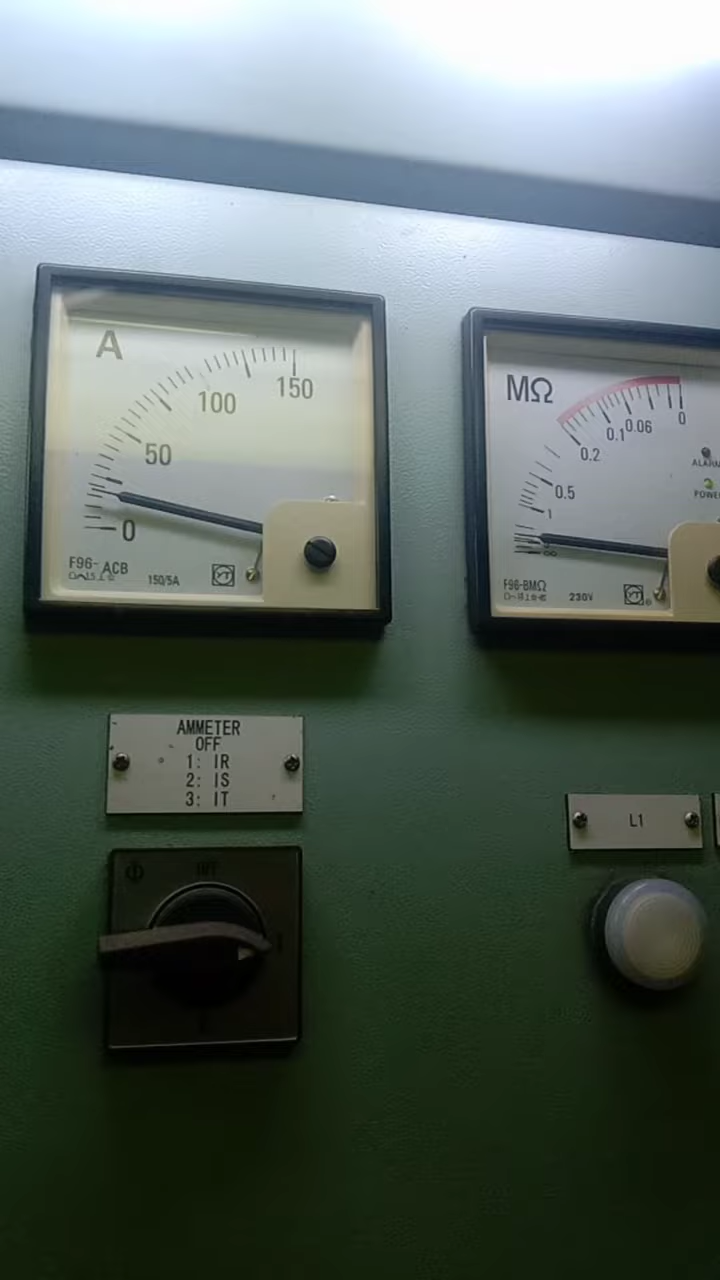 A
150
100
50
0
F96- ACB
150/5A
MΩ
0
0.06
0.1
0.2
0.5
1
∞
POWER
F96-BMΩ
230V
AMMETER
OFF
1: IR
2: IS
3: IT
L1